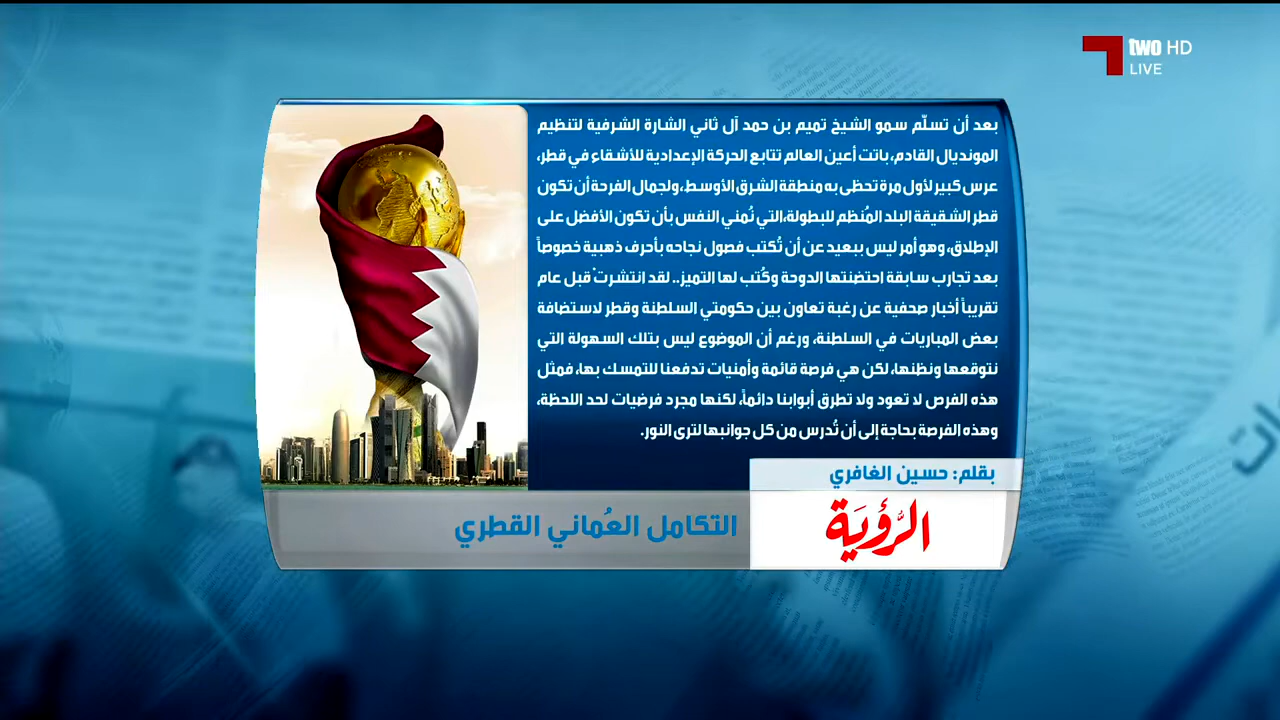 two HD
LIVE
بعد أن تسلّم سمو الشيخ تميم بن حمد آل ثاني الشارة الشرفية لتنظيم
المونديال القادم، باتت أعين العالم تتابع الحركة الإعدادية للأشقاء في قطر،
عرس كبير لأول مرة تحظى به منطقة الشرق الأوسط، ولجمال الفرحة أن تكون
قطر الشقيقة البلد المُنظم للبطولة،التي نُمني النفس بأن تكون الأفضل على
الإطلاق، وهو أمر ليس ببعيد عن أن تُكتب فصول نجاحه بأحرف ذهبية خصوصاً
بعد تجارب سابقة احتضنتها الدوحة وكُتب لها التميز.. لقد انتشرتْ قبل عام
تقريباً أخبار صحفية عن رغبة تعاون بين حكومتي السلطنة وقطر لاستضافة
بعض المباريات في السلطنة، ورغم أن الموضوع ليس بتلك السهولة التي
نتوقعها ونظنها، لكن هي فرصة قائمة وأمنيات تدفعنا للتمسك بها، فمثل
هذه الفرص لا تعود ولا تطرق أبوابنا دائماً، لكنها مجرد فرضيات لحد اللحظة،
وهذه الفرصة بحاجة إلى أن تُدرس من كل جوانبها لترى النور.
بقلم: حسين الغافري
الرُّؤيَة
التكامل العُماني القطري